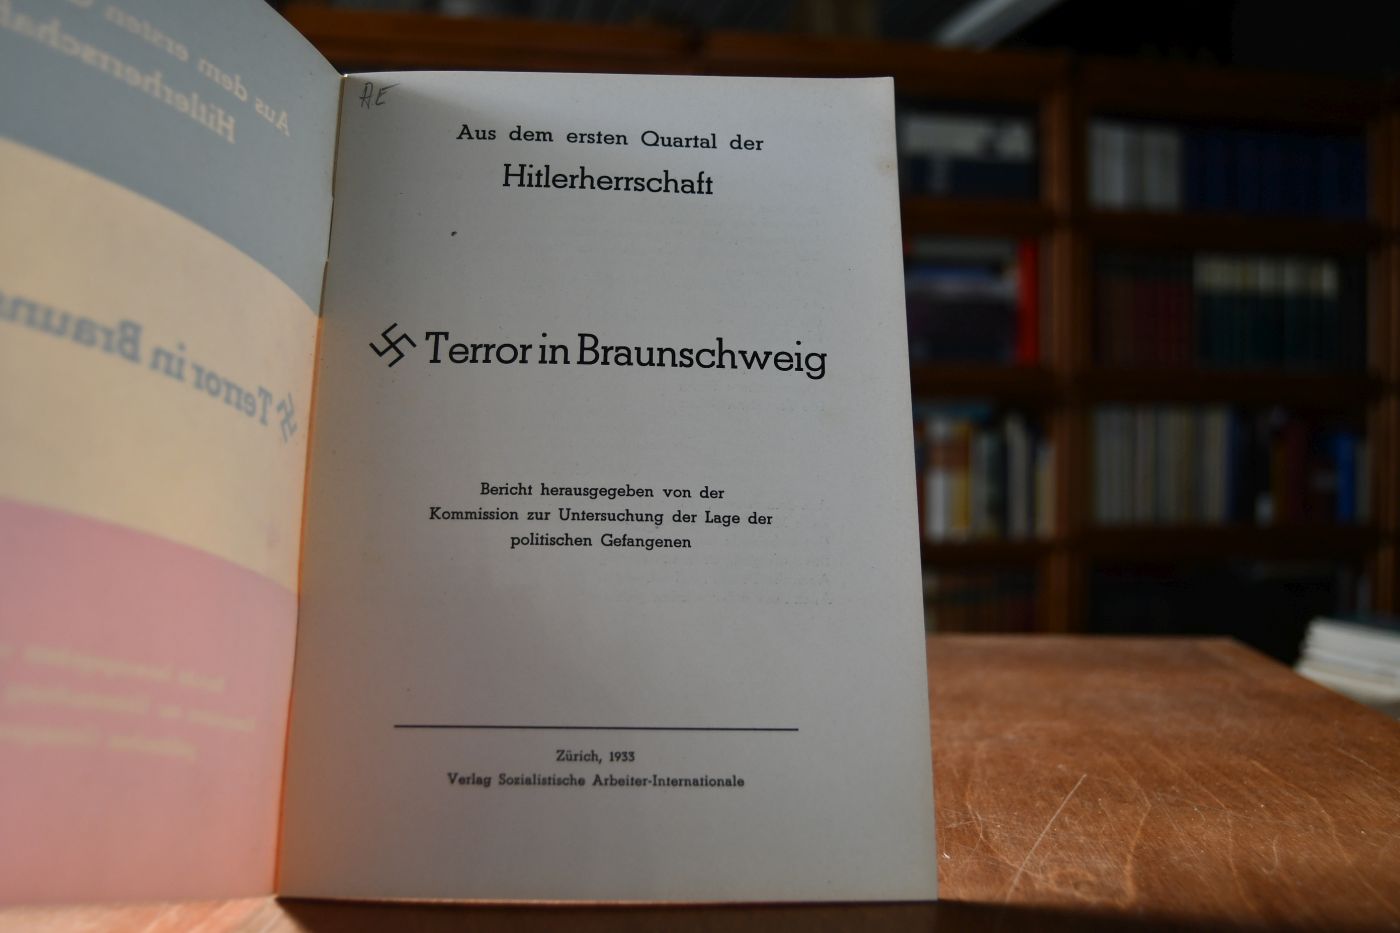 AE
Aus dem ersten Quartal der
Hitlerherrschaft
Terror in Braunschweig
Bericht herausgegeben von der
Kommission zur Untersuchung der Lage der
politischen Gefangenen
Zürich, 1933
Verlag Sozialistische Arbeiter-Internationale